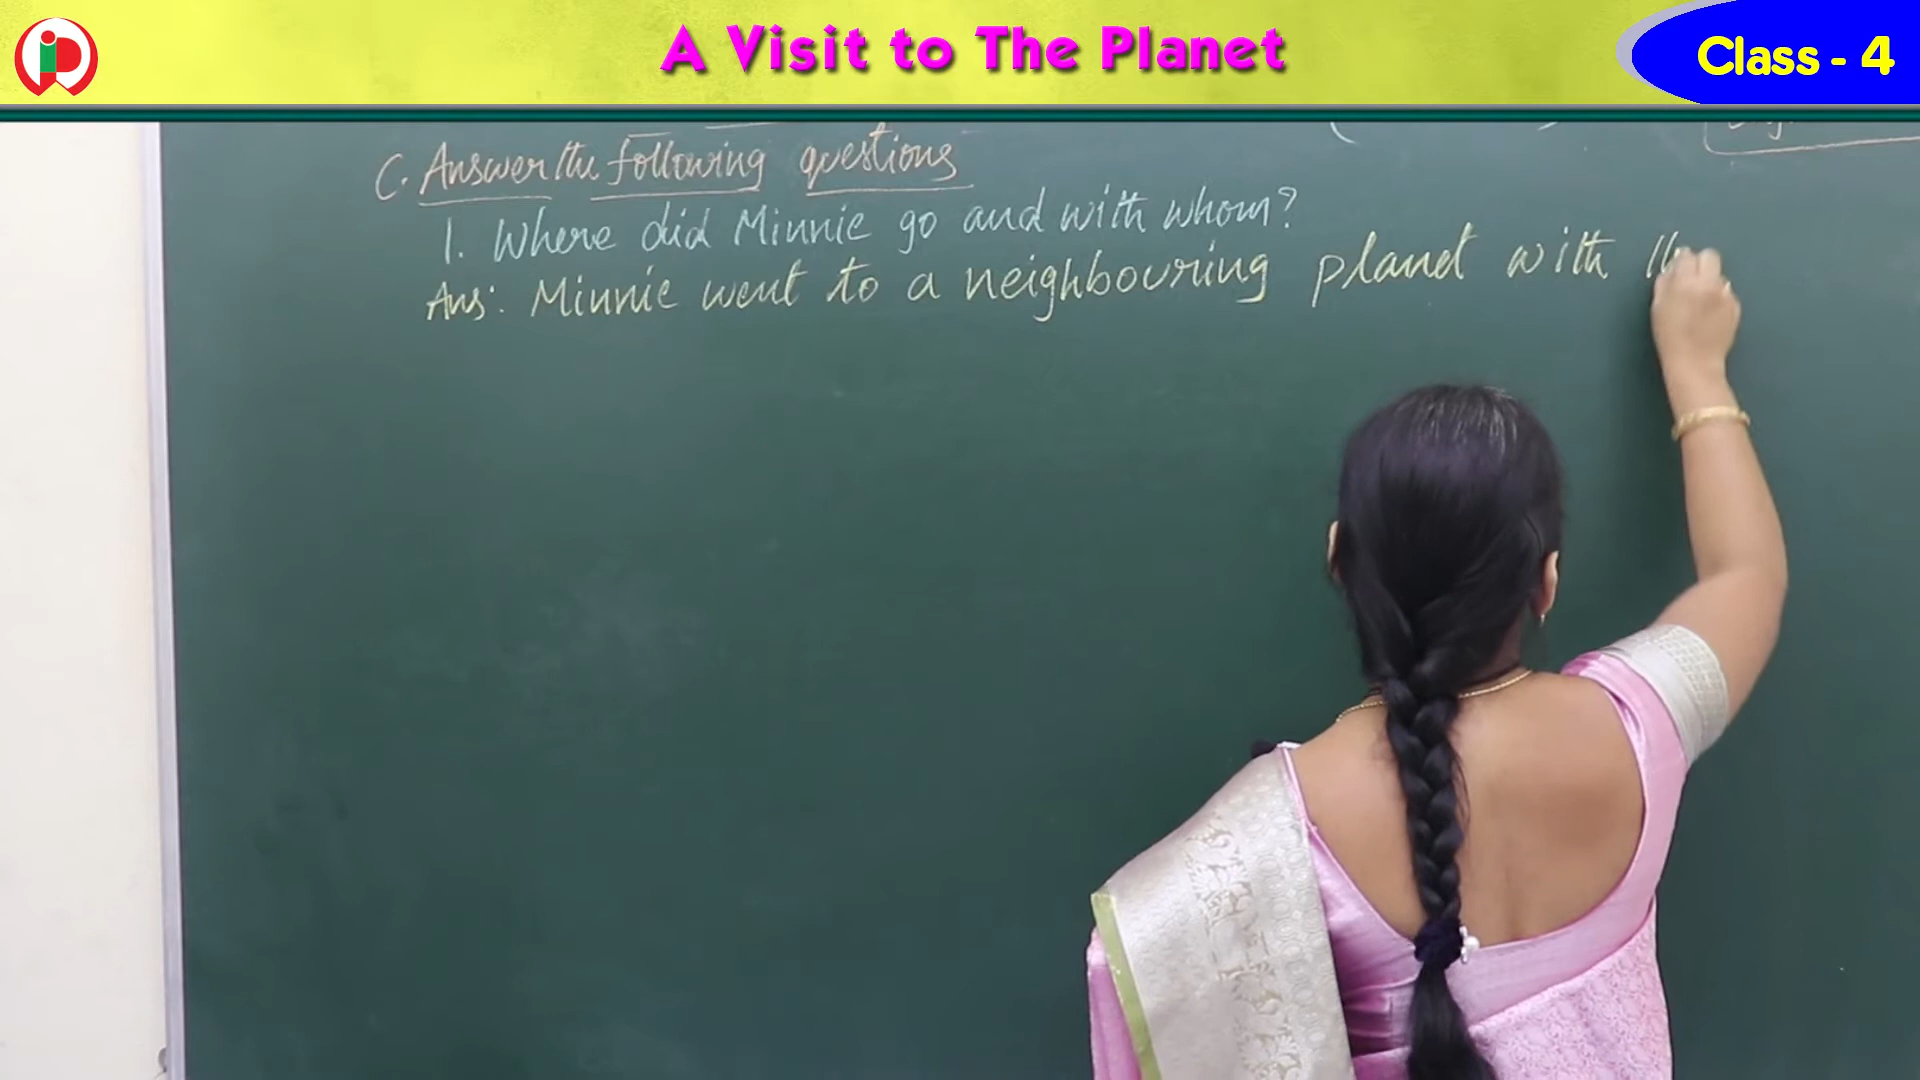 A Visit to The Planet
Class - 4
C. Answer the following questions
1. Where did Minnie go and with whom?
Ans: Minnie went to a neighbouring planet with